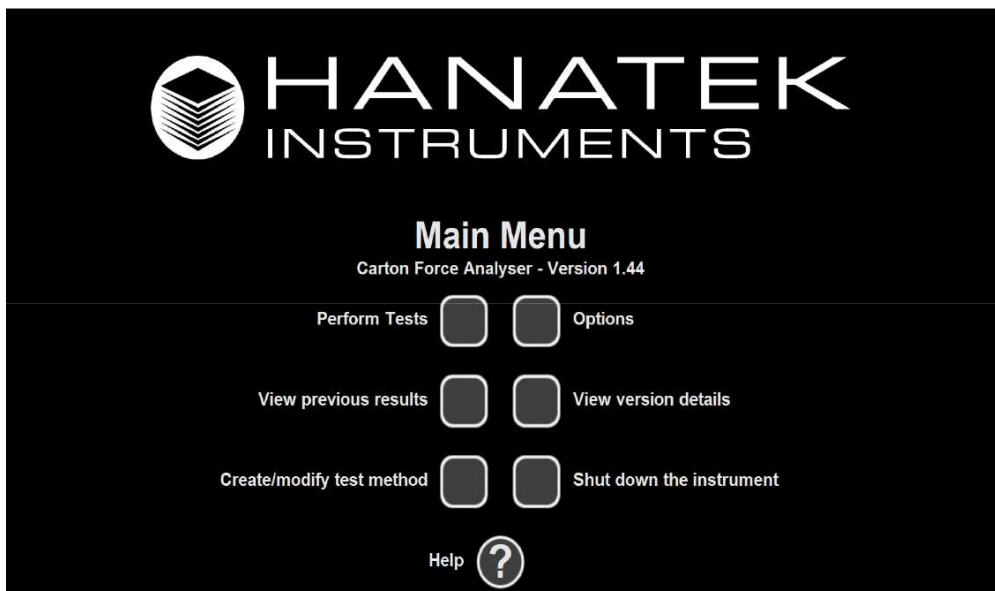 HANATEK
INSTRUMENTS
Main Menu
Carton Force Analyser - Version 1.44
Perform Tests
Options
View previous results
View version details
Create/modify test method
Shut down the instrument
Help ?